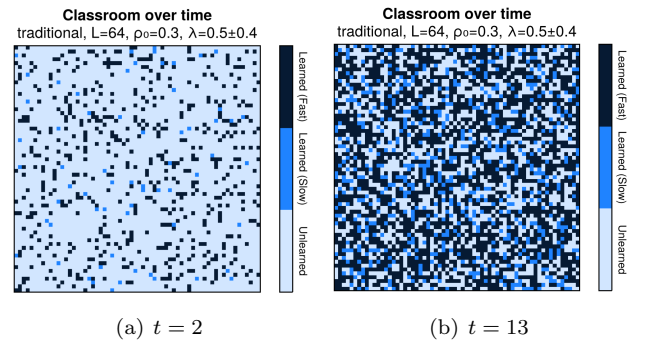 Classroom over time
traditional, L=64, ρ₀=0.3, λ=0.5±0.4
Learned (Fast)
Learned (Slow)
Unlearned
(a) t = 2
Classroom over time
traditional, L=64, ρ₀=0.3, λ=0.5±0.4
Learned (Fast)
Learned (Slow)
Unlearned
(b) t = 13